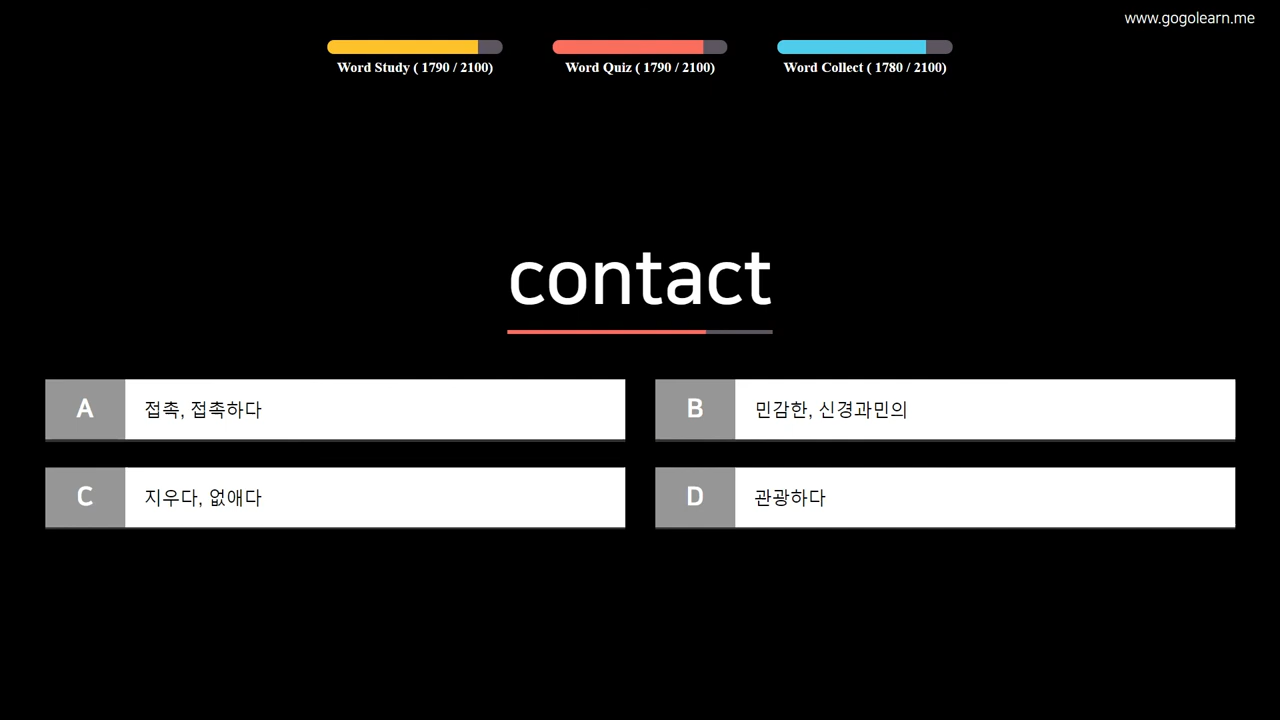 www.gogolearn.me
Word Study ( 1790 / 2100)
Word Quiz ( 1790 / 2100)
Word Collect ( 1780 / 2100)
contact
A 접촉, 접촉하다
B 민감한, 신경과민의
C 지우다, 없애다
D 관광하다